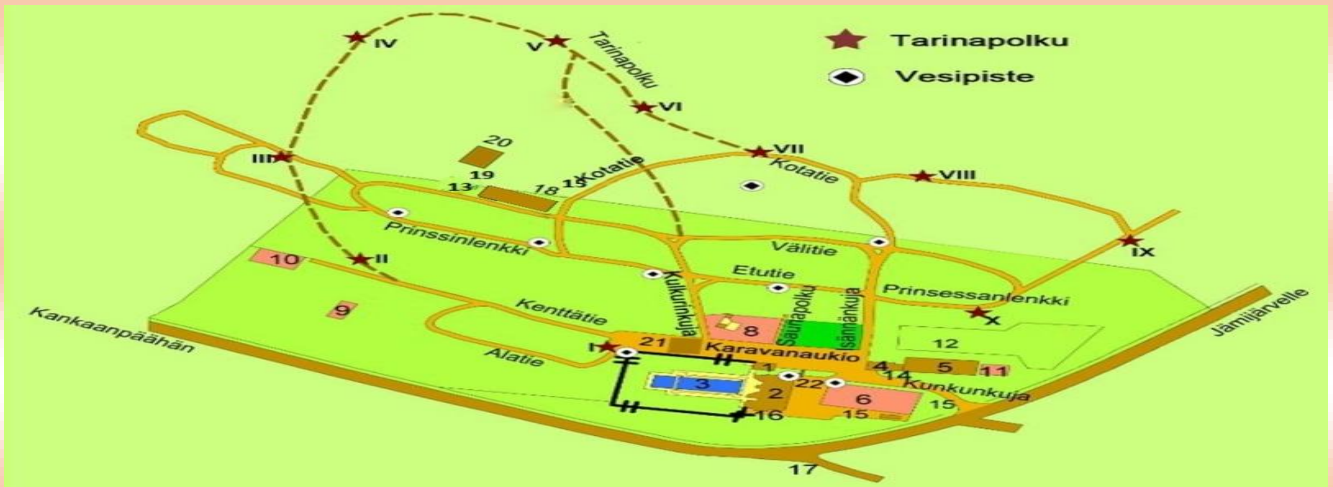 IV
V
Tarinapolku
Tarinapolku
Vesipiste
VI
VII
Kotatie
VIII
III
20
19
13
18
19
Kotatie
IX
Prinssinlenkki
Välitie
Etutie
Prinsessanlenkki
X
II
10
9
Kankaanpäähän
Kenttätie
Alatie
Kulkurinkuja
Saunapolku
Isännänkuja
Jämijärvelle
8
12
I
21
Karavanaukio
1
4
5
11
14
Kunkunkuja
3
2
22
6
15
15
16
17